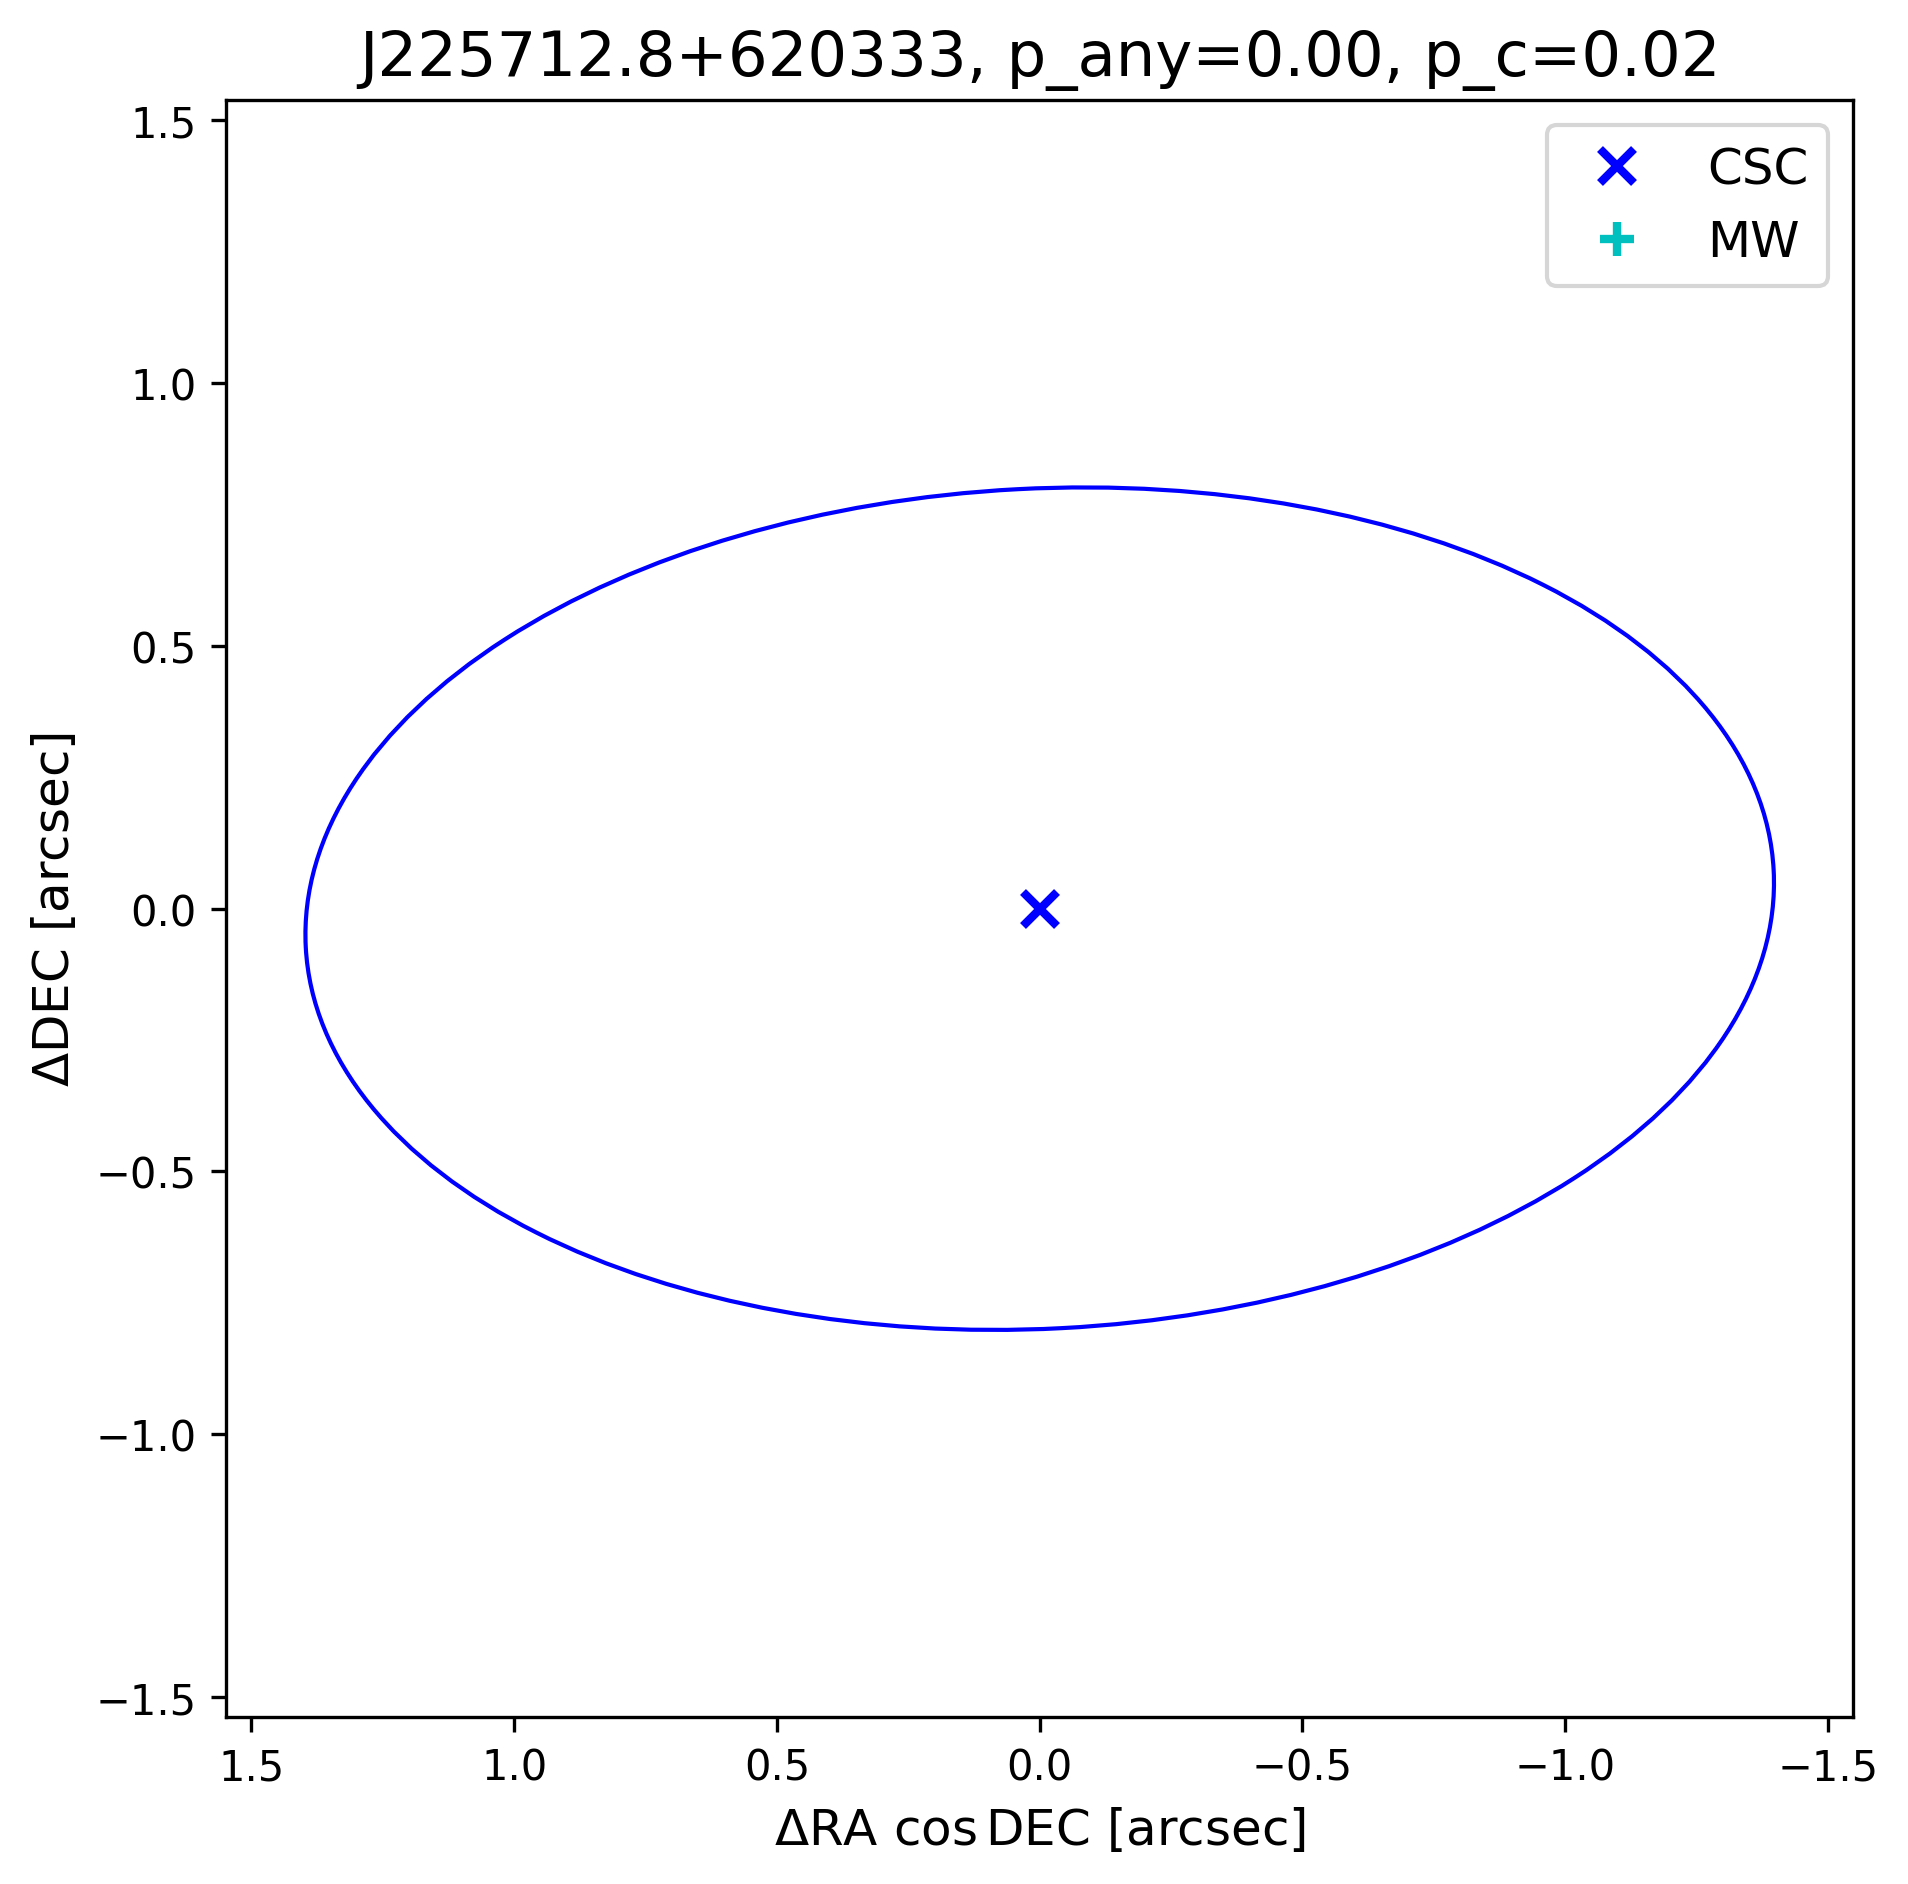 J225712.8+620333, p_any=0.00, p_c=0.02
CSC
MW
1.5
1.0
0.5
0.0
−0.5
−1.0
−1.5
ΔDEC [arcsec]
1.5 1.0 0.5 0.0 −0.5 −1.0 −1.5
ΔRA cos DEC [arcsec]